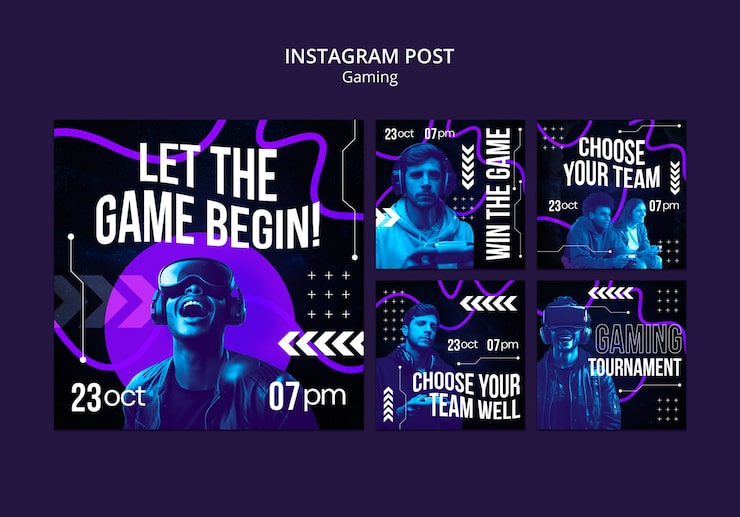 INSTAGRAM POST
Gaming
LET THE
GAME BEGIN!
23oct
07pm
23oct
07pm
WIN THE GAME
CHOOSE
YOUR TEAM
23oct
07pm
23oct
07pm
CHOOSE YOUR
TEAM WELL
GAMING
TOURNAMENT